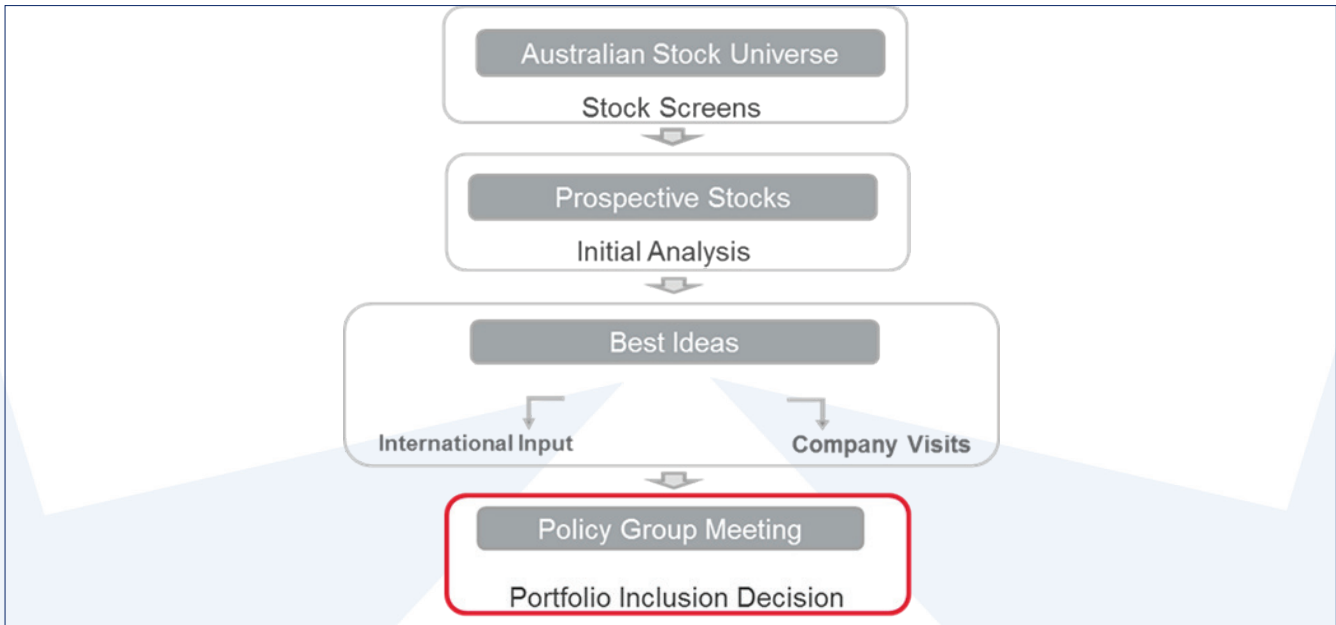 Australian Stock Universe
Stock Screens
Prospective Stocks
Initial Analysis
Best Ideas
International Input
Company Visits
Policy Group Meeting
Portfolio Inclusion Decision